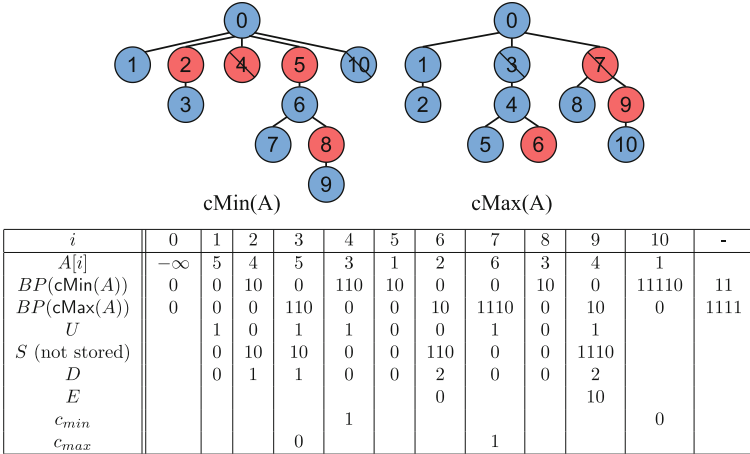 0 0
1 2 4 5 10 1 3 7
3 6 2 4 8 9
7 8 5 6 10
9
cMin(A) cMax(A)
i 0 1 2 3 4 5 6 7 8 9 10 -
A[i] −∞ 5 4 5 3 1 2 6 3 4 1
BP(cMin(A)) 0 0 10 0 110 10 0 0 10 0 11110 11
BP(cMax(A)) 0 0 0 110 0 0 10 1110 0 10 0 1111
U 1 0 1 1 0 0 1 0 1
S (not stored) 0 10 10 0 0 110 0 0 1110
D 0 1 1 0 0 2 0 0 2
E 0 10
c_min 1 0
c_max 0 1